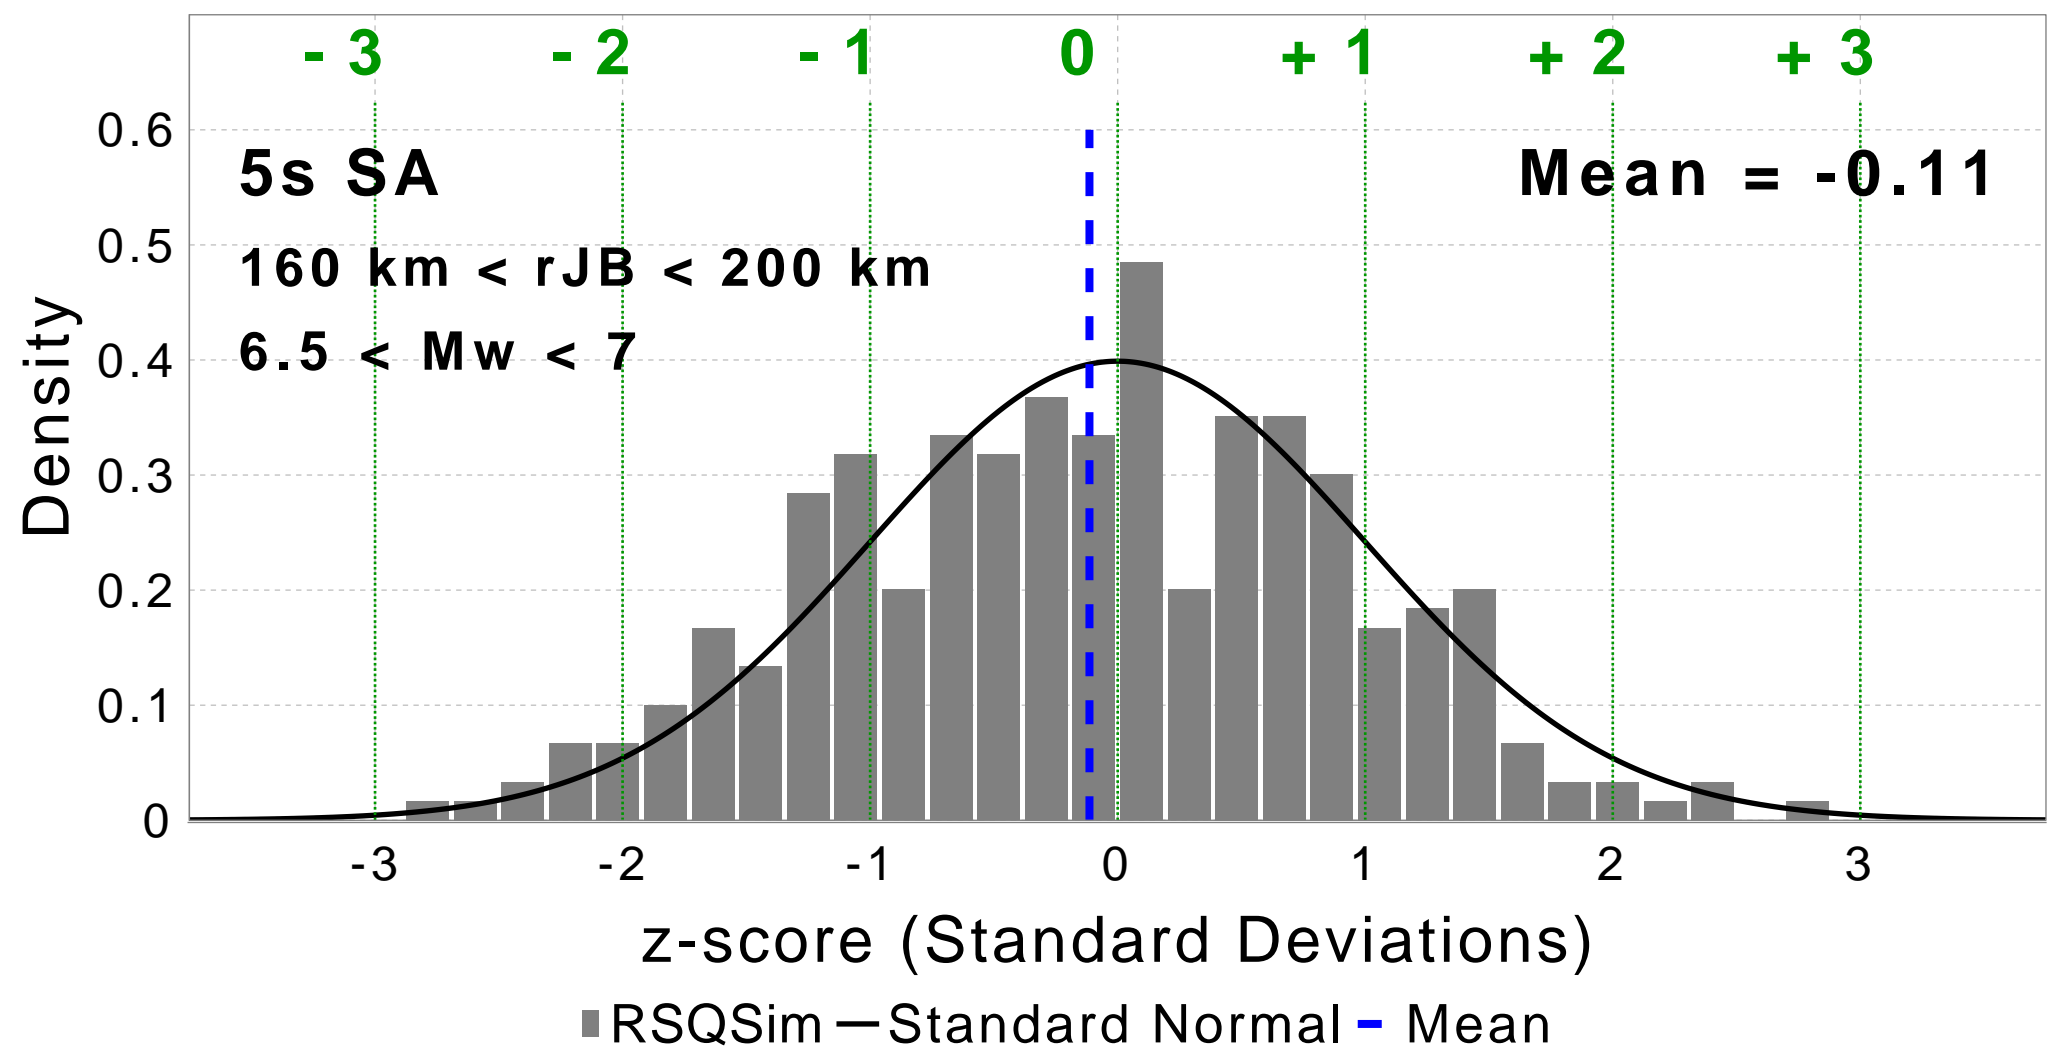 - 3 - 2 - 1 0 + 1 + 2 + 3
0.6
5s SA
Mean = -0.11
0.5
160 km < rJB < 200 km
6.5 < Mw < 7
0.4
0.3
0.2
0.1
0
Density
-3 -2 -1 0 1 2 3
z-score (Standard Deviations)
RSQSim Standard Normal Mean